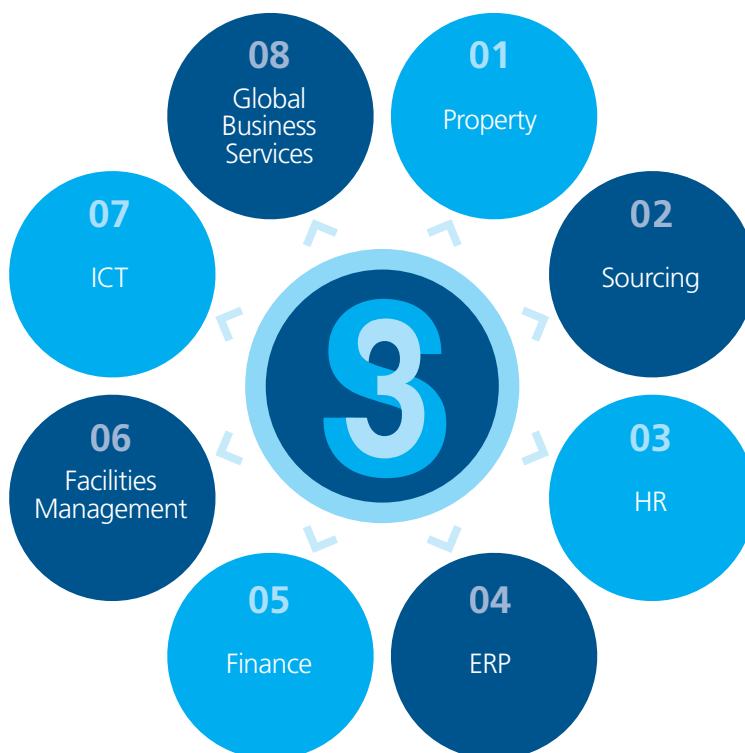 08
Global
Business
Services
01
Property
02
Sourcing
03
HR
04
ERP
05
Finance
06
Facilities
Management
07
ICT
S3